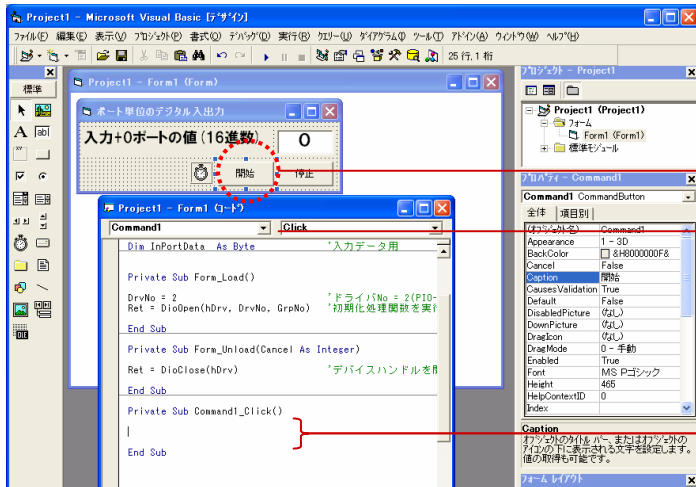 Project1 - Microsoft Visual Basic [デザイン]
ファイル(F) 編集(E) 表示(V) プロジェクト(P) 書式(O) デバッグ(D) 実行(R) クエリー(U) ダイアグラム(I) ツール(T) アドイン(A) ウィンドウ(W) ヘルプ(H)
25 行, 1 桁
標準
Project1 - Form1 (Form)
ポート単位のデジタル入出力
入力+0ポートの値(16進数)
0
開始
停止
Project1 - Form1 (コード)
Command1
Click
Dim InPortData As Byte '入力データ用
Private Sub Form_Load()
DrvNo = 2 'ドライバNo = 2(PIO-
Ret = DioOpen(hDrv, DrvNo, GrpNo) '初期化処理関数を実行
End Sub
Private Sub Form_Unload(Cancel As Integer)
Ret = DioClose(hDrv) 'デバイスハンドルを
End Sub
Private Sub Command1_Click()
End Sub
プロジェクト - Project1
Project1 (Project1)
フォーム
Form1 (Form1)
標準モジュール
プロパティ - Command1
Command1 CommandButton
全体 項目別
(オブジェクト名) Command1
Appearance 1 - 3D
BackColor &H8000000F&
Cancel False
Caption 開始
CausesValidation True
Default False
DisabledPicture (なし)
DownPicture (なし)
DragIcon (なし)
DragMode 0 - 手動
Enabled True
Font MS Pゴシック
Height 465
HelpContextID 0
Index
Caption
オブジェクトのタイトル バー、またはオブジェクトの
アイコンの下に表示される文字を設定します。
値の取得も可能です。
フォーム レイアウト